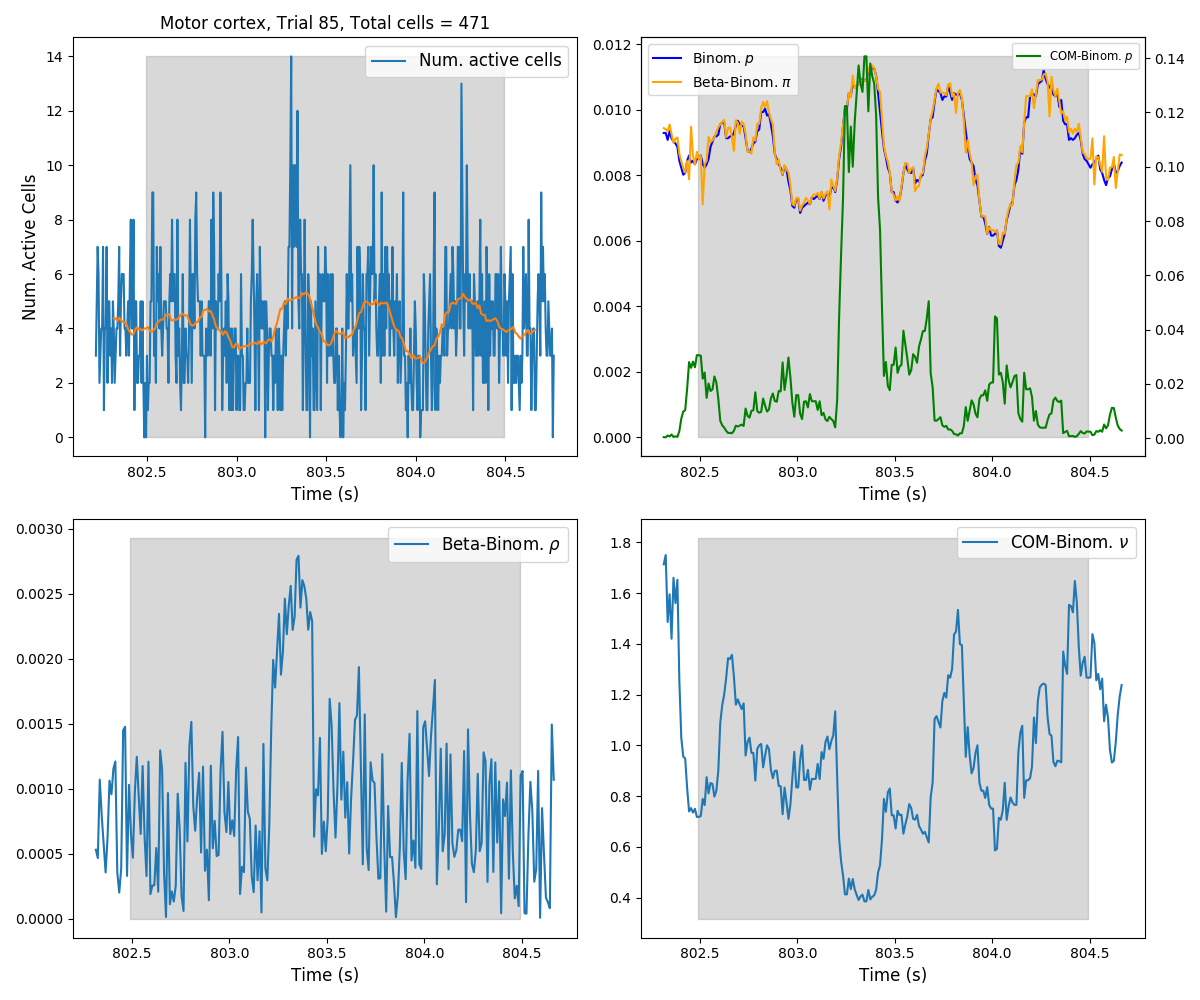 Motor cortex, Trial 85, Total cells = 471
Num. active cells
Num. Active Cells
14
12
10
8
6
4
2
0
802.5 803.0 803.5 804.0 804.5
Time (s)
Binom. p
Beta-Binom. π
COM-Binom. p
0.012
0.010
0.008
0.006
0.004
0.002
0.000
0.14
0.12
0.10
0.08
0.06
0.04
0.02
0.00
802.5 803.0 803.5 804.0 804.5
Time (s)
Beta-Binom. ρ
0.0030
0.0025
0.0020
0.0015
0.0010
0.0005
0.0000
802.5 803.0 803.5 804.0 804.5
Time (s)
COM-Binom. ν
1.8
1.6
1.4
1.2
1.0
0.8
0.6
0.4
802.5 803.0 803.5 804.0 804.5
Time (s)